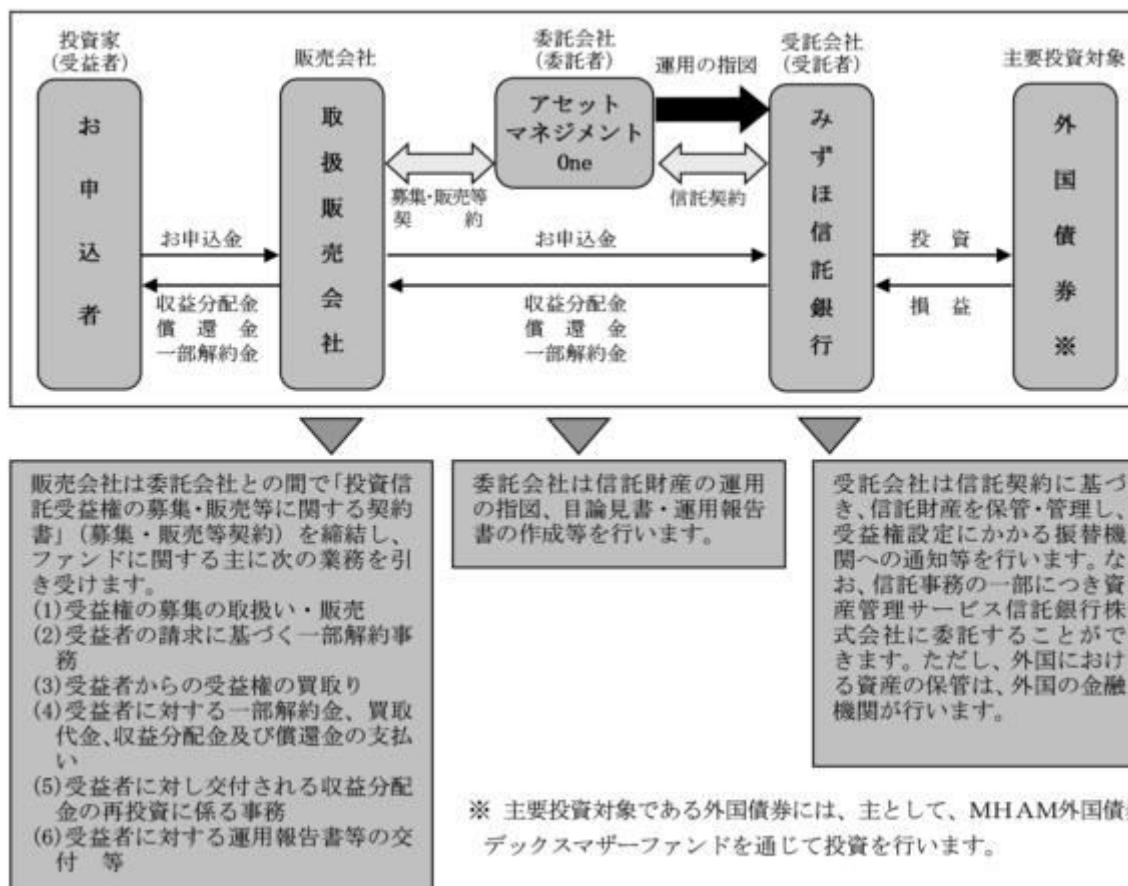 投資家
(受益者)
販売会社
委託会社
(委託者)
運用の指図
受託会社
(受託者)
主要投資対象
お申込者
取扱販売会社
アセット
マネジメント
One
みずほ信託銀行
外国債券※
募集・販売等
契 約
信託契約
お申込金
お申込金
投 資
収益分配金
償 還 金
一部解約金
収益分配金
償 還 金
一部解約金
損 益
販売会社は委託会社との間で「投資信
託受益権の募集・販売等に関する契約
書」(募集・販売等契約)を締結し、
ファンドに関する主に次の業務を引
き受けます。
(1)受益権の募集の取扱い・販売
(2)受益者の請求に基づく一部解約事
務
(3)受益者からの受益権の買取り
(4)受益者に対する一部解約金、買取
代金、収益分配金及び償還金の支払
い
(5)受益者に対し交付される収益分配
金の再投資に係る事務
(6)受益者に対する運用報告書等の交
付 等
委託会社は信託財産の運用
の指図、目論見書・運用報告
書の作成等を行います。
受託会社は信託契約に基づ
き、信託財産を保管・管理し、
受益権設定にかかる振替機
関への通知等を行います。な
お、信託事務の一部につき資
産管理サービス信託銀行株
式会社に委託することがで
きます。ただし、外国におけ
る資産の保管は、外国の金融
機関が行います。
※ 主要投資対象である外国債券には、主として、MHAM外国債
デックスマザーファンドを通じて投資を行います。